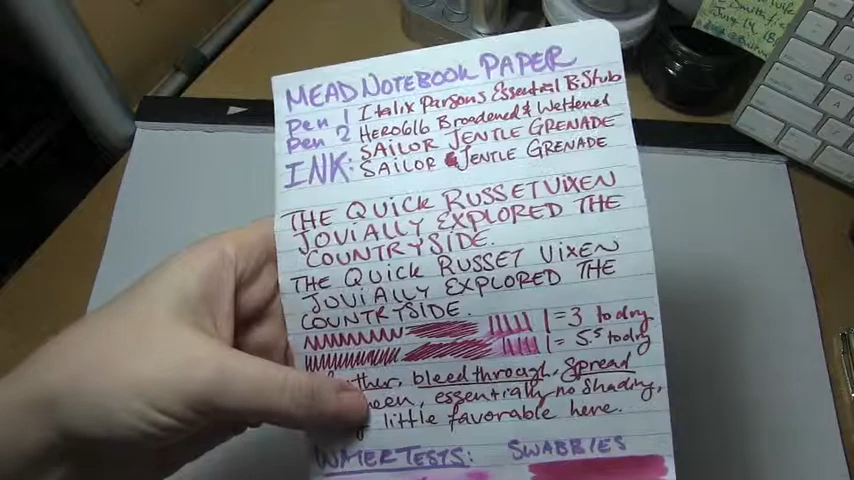 MEAD NOTEBOOK PAPER
Pen 1 Italix Parsons Essential B-Stub
Pen 2 HERO 616 Broadened & Wettened
INK: SAILOR JENTLE GRENADE
SAILOR JENTLE GRENADE
THE QUICK RUSSET VIXEN
JOVIALLY EXPLORED THE
COUNTRYSIDE.
THE QUICK RUSSET VIXEN
JOVIALLY EXPLORED THE
COUNTRYSIDE.
1 = 3 to dry
1 = 5.5 to dry
bleedthrough, spread,
essentially no shading,
little favorable here.
WATER TESTS: SWABBIES